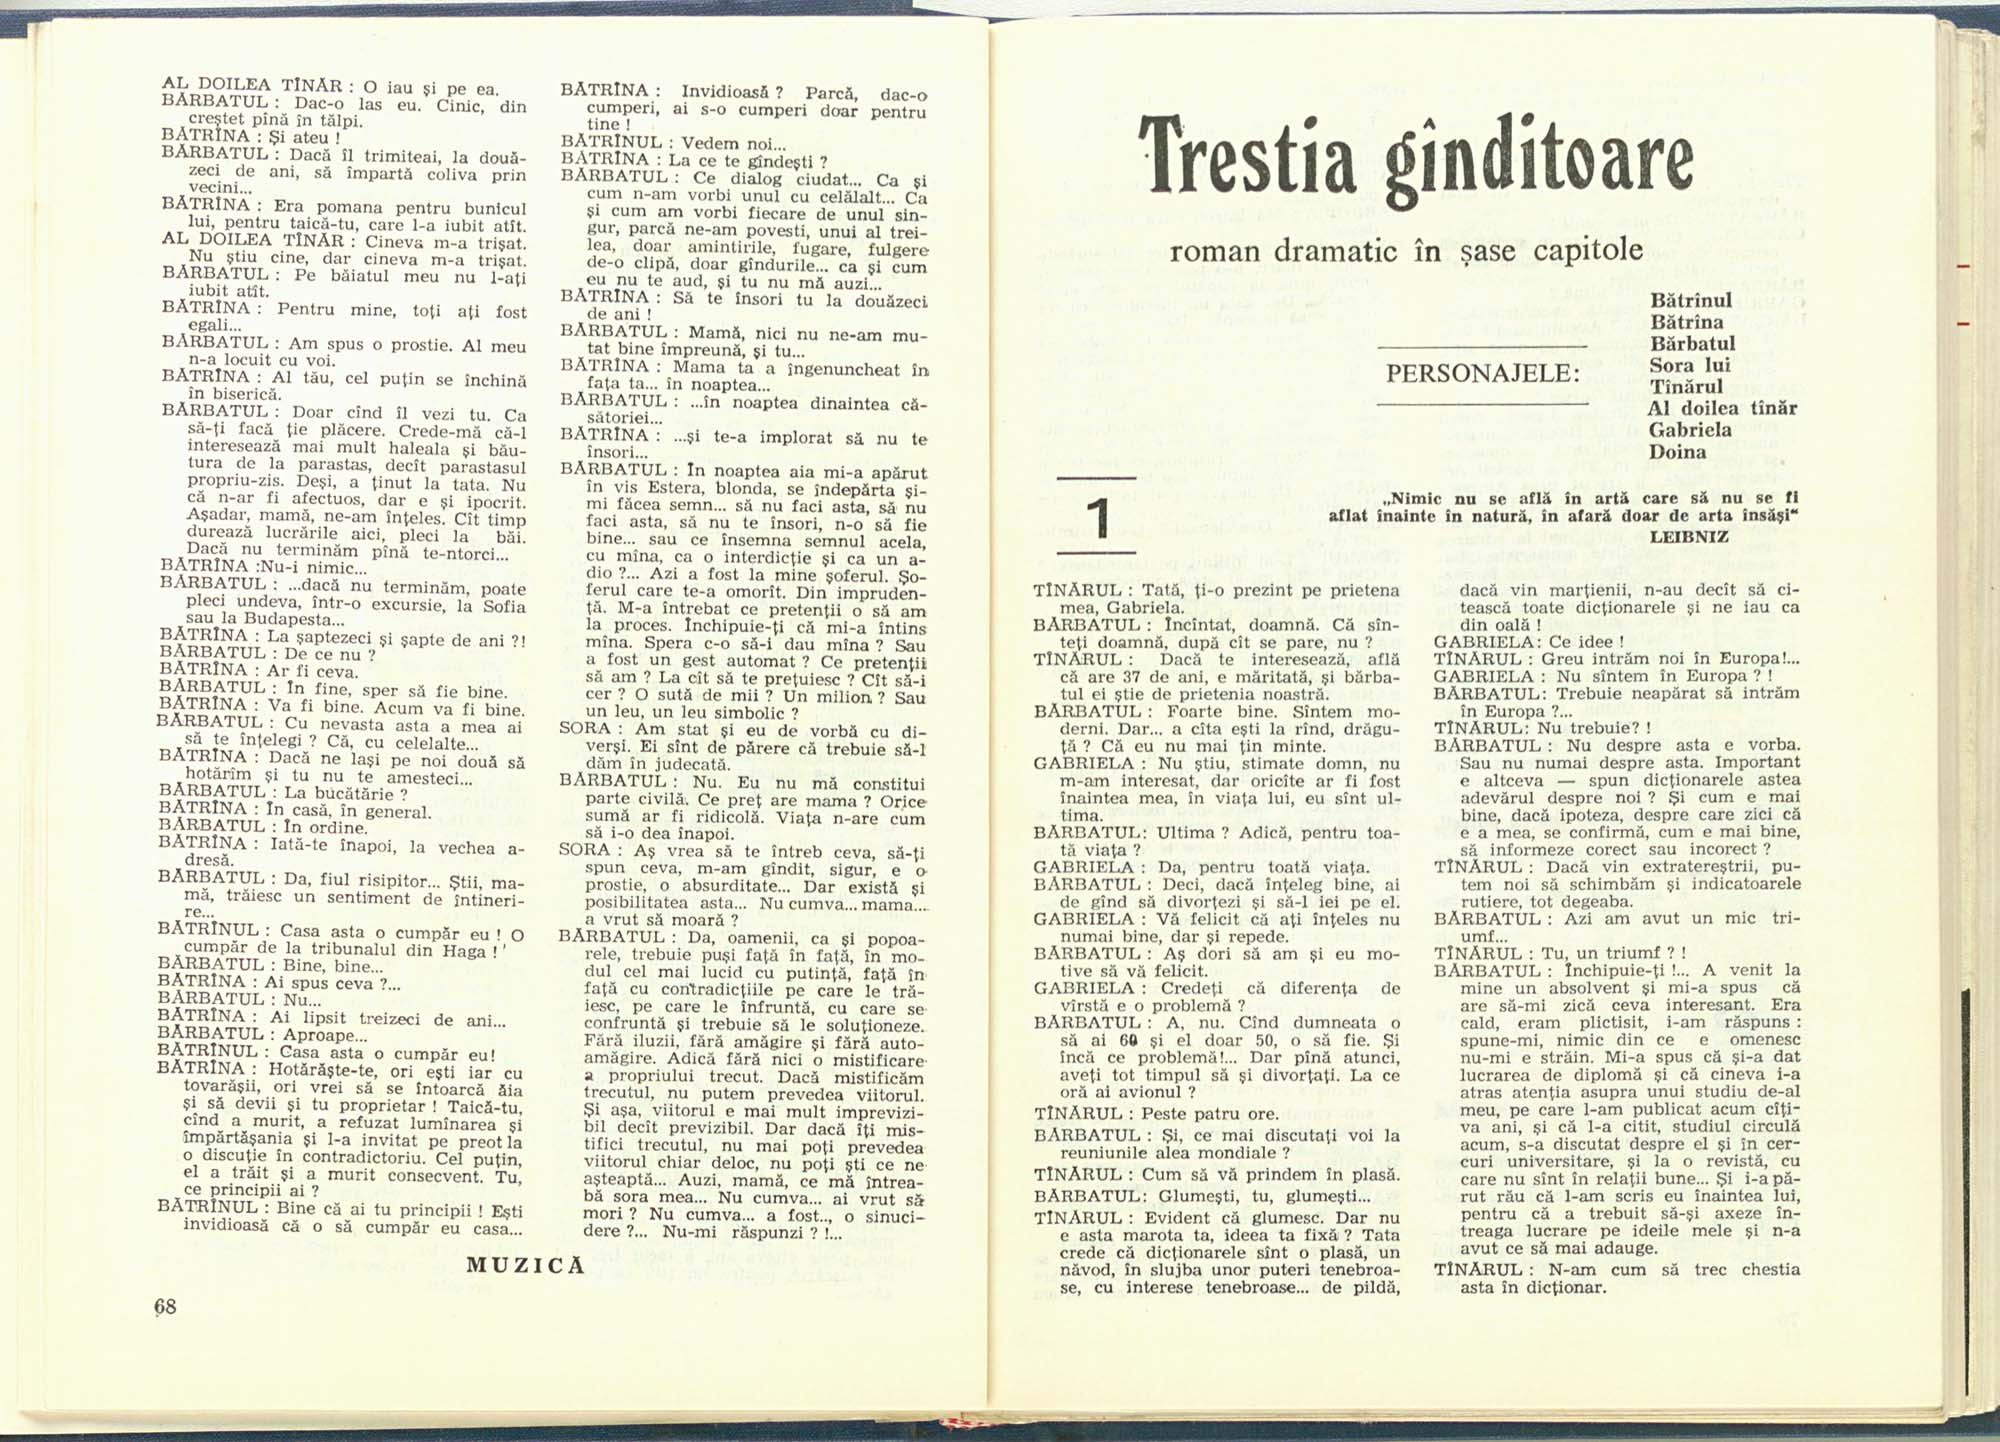 AL DOILEA TÎNĂR : O iau și pe ea.
BĂRBATUL : Dac-o las eu. Cinic, din
creștet pînă în tălpi.
BĂTRÎNA : Și ateu !
BĂRBATUL : Dacă îl trimiteai, la două-
zeci de ani, să împartă coliva prin
vecini...
BĂTRÎNA : Era pomana pentru bunicul
lui, pentru taică-tu, care l-a iubit atît.
AL DOILEA TÎNĂR : Cineva m-a trișat.
Nu știu cine, dar cineva m-a trișat.
BĂRBATUL : Pe băiatul meu nu l-ați
iubit atît.
BĂTRÎNA : Pentru mine, toți ați fost
egali...
BĂRBATUL : Am spus o prostie. Al meu
n-a locuit cu voi.
BĂTRÎNA : Al tău, cel puțin se închină
în biserică.
BĂRBATUL : Doar cînd îl vezi tu. Ca
să-ți facă ție plăcere. Crede-mă că-l
interesează mai mult haleala și bău-
tura de la parastas, decît parastasul
propriu-zis. Deși, a ținut la tata. Nu
că n-ar fi afectuos, dar e și ipocrit.
Așadar, mamă, ne-am înțeles. Cît timp
durează lucrările aici, pleci la băi.
Dacă nu terminăm pînă te-ntorci...
BĂTRÎNA :Nu-i nimic...
BĂRBATUL : ...dacă nu terminăm, poate
pleci undeva, într-o excursie, la Sofia
sau la Budapesta...
BĂTRÎNA : La șaptezeci și șapte de ani ?!
BĂRBATUL : De ce nu ?
BĂTRÎNA : Ar fi ceva.
BĂRBATUL : În fine, sper să fie bine.
BĂTRÎNA : Va fi bine. Acum va fi bine.
BĂRBATUL : Cu nevasta asta a mea ai
să te înțelegi ? Că, cu celelalte...
BĂTRÎNA : Dacă ne lași pe noi două să
hotărîm și tu nu te amesteci...
BĂRBATUL : La bucătărie ?
BĂTRÎNA : În casă, în general.
BĂRBATUL : În ordine.
BĂTRÎNA : Iată-te înapoi, la vechea a-
dresă.
BĂRBATUL : Da, fiul risipitor... Știi, ma-
mă, trăiesc un sentiment de întineri-
re...
BĂTRÎNUL : Casa asta o cumpăr eu ! O
cumpăr de la tribunalul din Haga ! '
BĂRBATUL : Bine, bine...
BĂTRÎNA : Ai spus ceva ?...
BĂRBATUL : Nu...
BĂTRÎNA : Ai lipsit treizeci de ani...
BĂRBATUL : Aproape...
BĂTRÎNUL : Casa asta o cumpăr eu!
BĂTRÎNA : Hotărăște-te, ori ești iar cu
tovarășii, ori vrei să se întoarcă ăia
și să devii și tu proprietar ! Taică-tu,
cînd a murit, a refuzat lumînarea și
împărtășania și l-a invitat pe preot la
o discuție în contradictoriu. Cel puțin,
el a trăit și a murit consecvent. Tu,
ce principii ai ?
BĂTRÎNUL : Bine că ai tu principii ! Ești
invidioasă că o să cumpăr eu casa...
BĂTRÎNA : Invidioasă ? Parcă, dac-o
cumperi, ai s-o cumperi doar pentru
tine !
BĂTRÎNUL : Vedem noi...
BĂTRÎNA : La ce te gîndești ?
BĂRBATUL : Ce dialog ciudat... Ca și
cum n-am vorbi unul cu celălalt... Ca
și cum am vorbi fiecare de unul sin-
gur, parcă ne-am povesti, unui al trei-
lea, doar amintirile, fugare, fulgere
de-o clipă, doar gîndurile... ca și cum
eu nu te aud, și tu nu mă auzi...
BĂTRÎNA : Să te însori tu la douăzeci
de ani !
BĂRBATUL : Mamă, nici nu ne-am mu-
tat bine împreună, și tu...
BĂTRÎNA : Mama ta a îngenuncheat în
fața ta... în noaptea...
BĂRBATUL : ...în noaptea dinaintea că-
sătoriei...
BĂTRÎNA : ...și te-a implorat să nu te
însori...
BĂRBATUL : În noaptea aia mi-a apărut
în vis Estera, blonda, se îndepărta și-
mi făcea semn... să nu faci asta, să nu
faci asta, să nu te însori, n-o să fie
bine... sau ce însemna semnul acela,
cu mîna, ca o interdicție și ca un a-
dio ?... Azi a fost la mine șoferul. Șo-
ferul care te-a omorît. Din impruden-
ță. M-a întrebat ce pretenții o să am
la proces. Închipuie-ți că mi-a întins
mîna. Spera c-o să-i dau mîna ? Sau
a fost un gest automat ? Ce pretenții
să am ? La cît să te prețuiesc ? Cît să-i
cer ? O sută de mii ? Un milion ? Sau
un leu, un leu simbolic ?
SORA : Am stat și eu de vorbă cu di-
verși. Ei sînt de părere că trebuie să-l
dăm în judecată.
BĂRBATUL : Nu. Eu nu mă constitui
parte civilă. Ce preț are mama ? Orice
sumă ar fi ridicolă. Viața n-are cum
să i-o dea înapoi.
SORA : Aș vrea să te întreb ceva, să-ți
spun ceva, m-am gîndit, sigur, e o
prostie, o absurditate... Dar există și
posibilitatea asta... Nu cumva... mama...
a vrut să moară ?
BĂRBATUL : Da, oamenii, ca și popoa-
rele, trebuie puși față în față, în mo-
dul cel mai lucid cu putință, față în
față cu contradicțiile pe care le tră-
iesc, pe care le înfruntă, cu care se
confruntă și trebuie să le soluționeze.
Fără iluzii, fără amăgire și fără auto-
amăgire. Adică fără nici o mistificare
a propriului trecut. Dacă mistificăm
trecutul, nu putem prevedea viitorul.
Și așa, viitorul e mai mult imprevizi-
bil decît previzibil. Dar dacă îți mis-
tifici trecutul, nu mai poți prevedea
viitorul chiar deloc, nu poți ști ce ne
așteaptă... Auzi, mamă, ce mă întrea-
bă sora mea... Nu cumva... ai vrut să
mori ? Nu cumva... a fost.., o sinuci-
dere ?... Nu-mi răspunzi ? !...
MUZICĂ
68
Trestia gînditoare
roman dramatic în șase capitole
PERSONAJELE:
Bătrînul
Bătrîna
Bărbatul
Sora lui
Tînărul
Al doilea tînăr
Gabriela
Doina
1
„Nimic nu se află în artă care să nu se fi
aflat înainte în natură, în afară doar de arta însăși“
LEIBNIZ
TÎNĂRUL : Tată, ți-o prezint pe prietena
mea, Gabriela.
BĂRBATUL : Încîntat, doamnă. Că sîn-
teți doamnă, după cît se pare, nu ?
TÎNĂRUL : Dacă te interesează, află
că are 37 de ani, e măritată, și bărba-
tul ei știe de prietenia noastră.
BĂRBATUL : Foarte bine. Sîntem mo-
derni. Dar... a cîta ești la rînd, drăgu-
ță ? Că eu nu mai țin minte.
GABRIELA : Nu știu, stimate domn, nu
m-am interesat, dar oricîte ar fi fost
înaintea mea, în viața lui, eu sînt ul-
tima.
BĂRBATUL: Ultima ? Adică, pentru toa-
tă viața ?
GABRIELA : Da, pentru toată viața.
BĂRBATUL : Deci, dacă înțeleg bine, ai
de gînd să divorțezi și să-l iei pe el.
GABRIELA : Vă felicit că ați înțeles nu
numai bine, dar și repede.
BĂRBATUL : Aș dori să am și eu mo-
tive să vă felicit.
GABRIELA : Credeți că diferența de
vîrstă e o problemă ?
BĂRBATUL : A, nu. Cînd dumneata o
să ai 60 și el doar 50, o să fie. Și
încă ce problemă!... Dar pînă atunci,
aveți tot timpul să și divorțați. La ce
oră ai avionul ?
TÎNĂRUL : Peste patru ore.
BĂRBATUL : Și, ce mai discutați voi la
reuniunile alea mondiale ?
TÎNĂRUL : Cum să vă prindem în plasă.
BĂRBATUL: Glumești, tu, glumești...
TÎNĂRUL : Evident că glumesc. Dar nu
e asta marota ta, ideea ta fixă ? Tata
crede că dicționarele sînt o plasă, un
năvod, în slujba unor puteri tenebroa-
se, cu interese tenebroase... de pildă,
dacă vin marțienii, n-au decît să ci-
tească toate dicționarele și ne iau ca
din oală !
GABRIELA: Ce idee !
TÎNĂRUL : Greu intrăm noi în Europa!...
GABRIELA : Nu sîntem în Europa ? !
BĂRBATUL: Trebuie neapărat să intrăm
în Europa ?...
TÎNĂRUL: Nu trebuie? !
BĂRBATUL : Nu despre asta e vorba.
Sau nu numai despre asta. Important
e altceva — spun dicționarele astea
adevărul despre noi ? Și cum e mai
bine, dacă ipoteza, despre care zici că
e a mea, se confirmă, cum e mai bine,
să informeze corect sau incorect ?
TÎNĂRUL : Dacă vin extratereștrii, pu-
tem noi să schimbăm și indicatoarele
rutiere, tot degeaba.
BĂRBATUL : Azi am avut un mic tri-
umf...
TÎNĂRUL : Tu, un triumf ? !
BĂRBATUL : Închipuie-ți !... A venit la
mine un absolvent și mi-a spus că
are să-mi zică ceva interesant. Era
cald, eram plictisit, i-am răspuns :
spune-mi, nimic din ce e omenesc
nu-mi e străin. Mi-a spus că și-a dat
lucrarea de diplomă și că cineva i-a
atras atenția asupra unui studiu de-al
meu, pe care l-am publicat acum cîți-
va ani, și că l-a citit, studiul circulă
acum, s-a discutat despre el și în cer-
curi universitare, și la o revistă, cu
care nu sînt în relații bune... Și i-a pă-
rut rău că l-am scris eu înaintea lui,
pentru că a trebuit să-și axeze în-
treaga lucrare pe ideile mele și n-a
avut ce să mai adauge.
TÎNĂRUL : N-am cum să trec chestia
asta în dicționar.